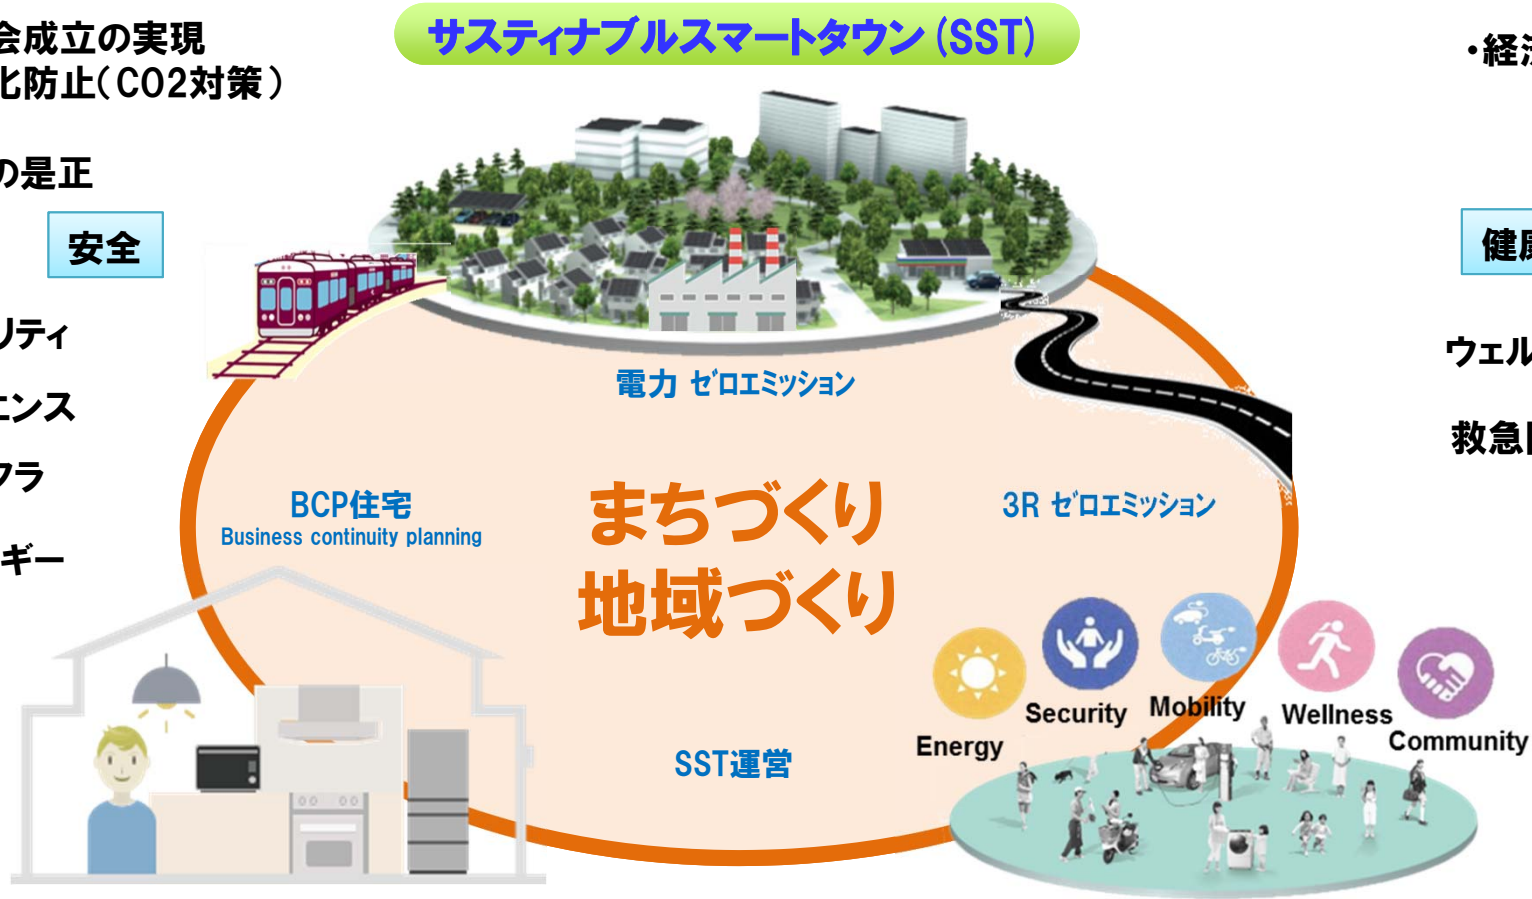 サスティナブルスマートタウン(SST)
会成立の実現
化防止(CO2対策)
の是正
安全
リティ
エンス
フラ
ギー
・経済
健康
ウェル
救急
電力 ゼロエミッション
BCP住宅
Business continuity planning
3R ゼロエミッション
まちづくり
地域づくり
SST運営
Energy
Security
Mobility
Wellness
Community